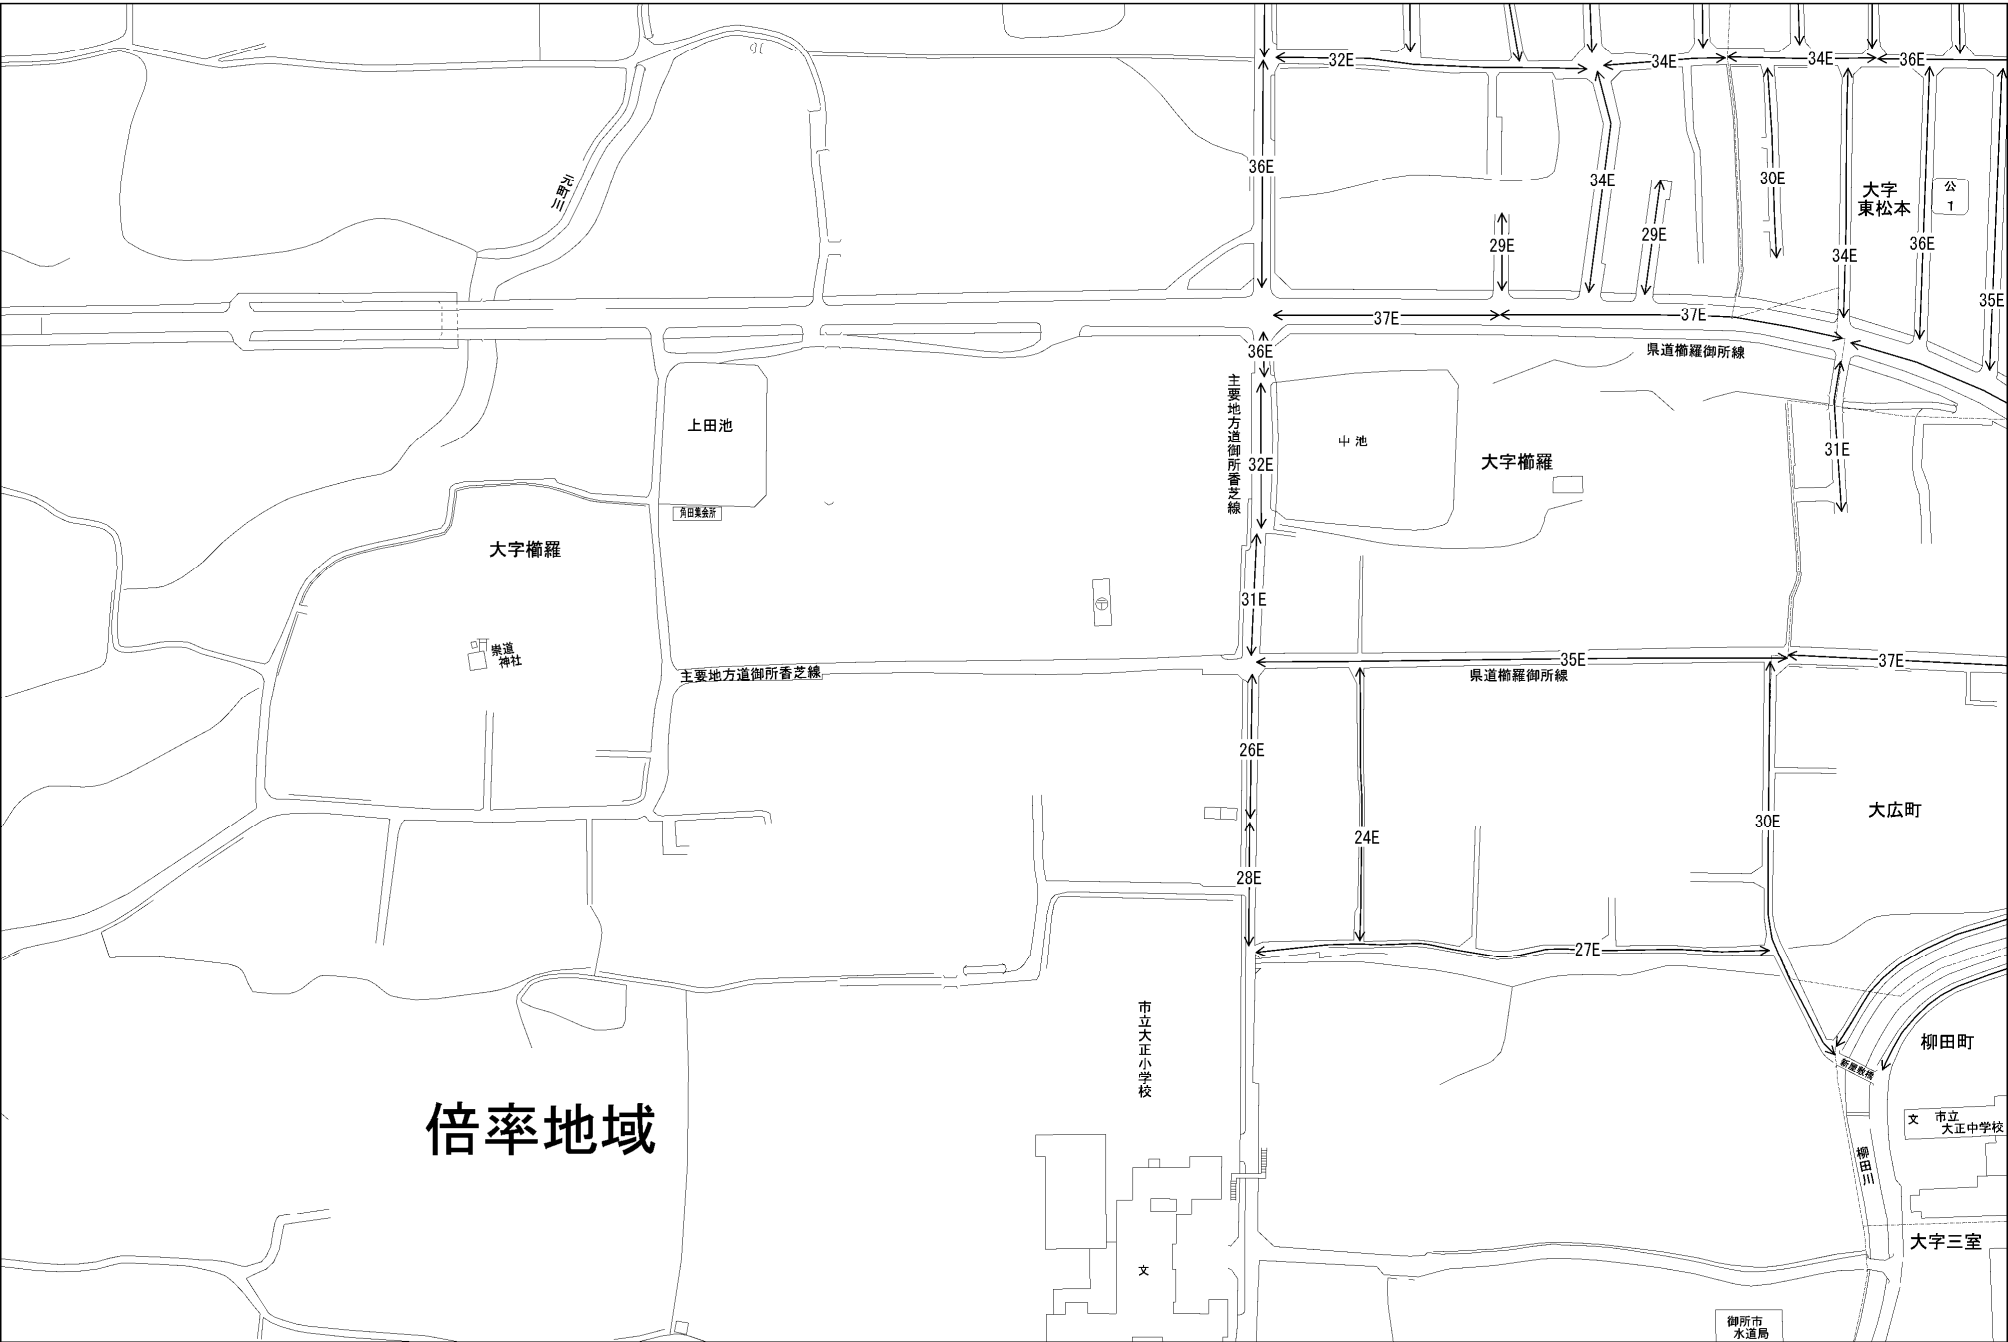 32E
34E
34E
36E
36E
元町川
34E
30E
大字
東松本
公
1
29E
29E
34E
36E
35E
37E
37E
36E
県道櫛羅御所線
主要地方道御所香芝線
上田池
中池
32E
大字櫛羅
31E
角田集会所
大字櫛羅
31E
崇道
神社
主要地方道御所香芝線
35E
37E
県道櫛羅御所線
26E
24E
30E
大広町
28E
27E
市立大正小学校
柳田町
新屋敷橋
倍率地域
文
市立
大正中学校
柳田川
大字三室
文
御所市
水道局